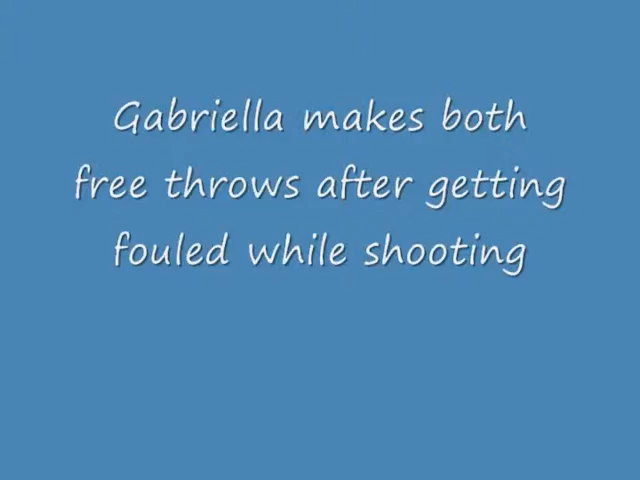 Gabriella makes both
free throws after getting
fouled while shooting